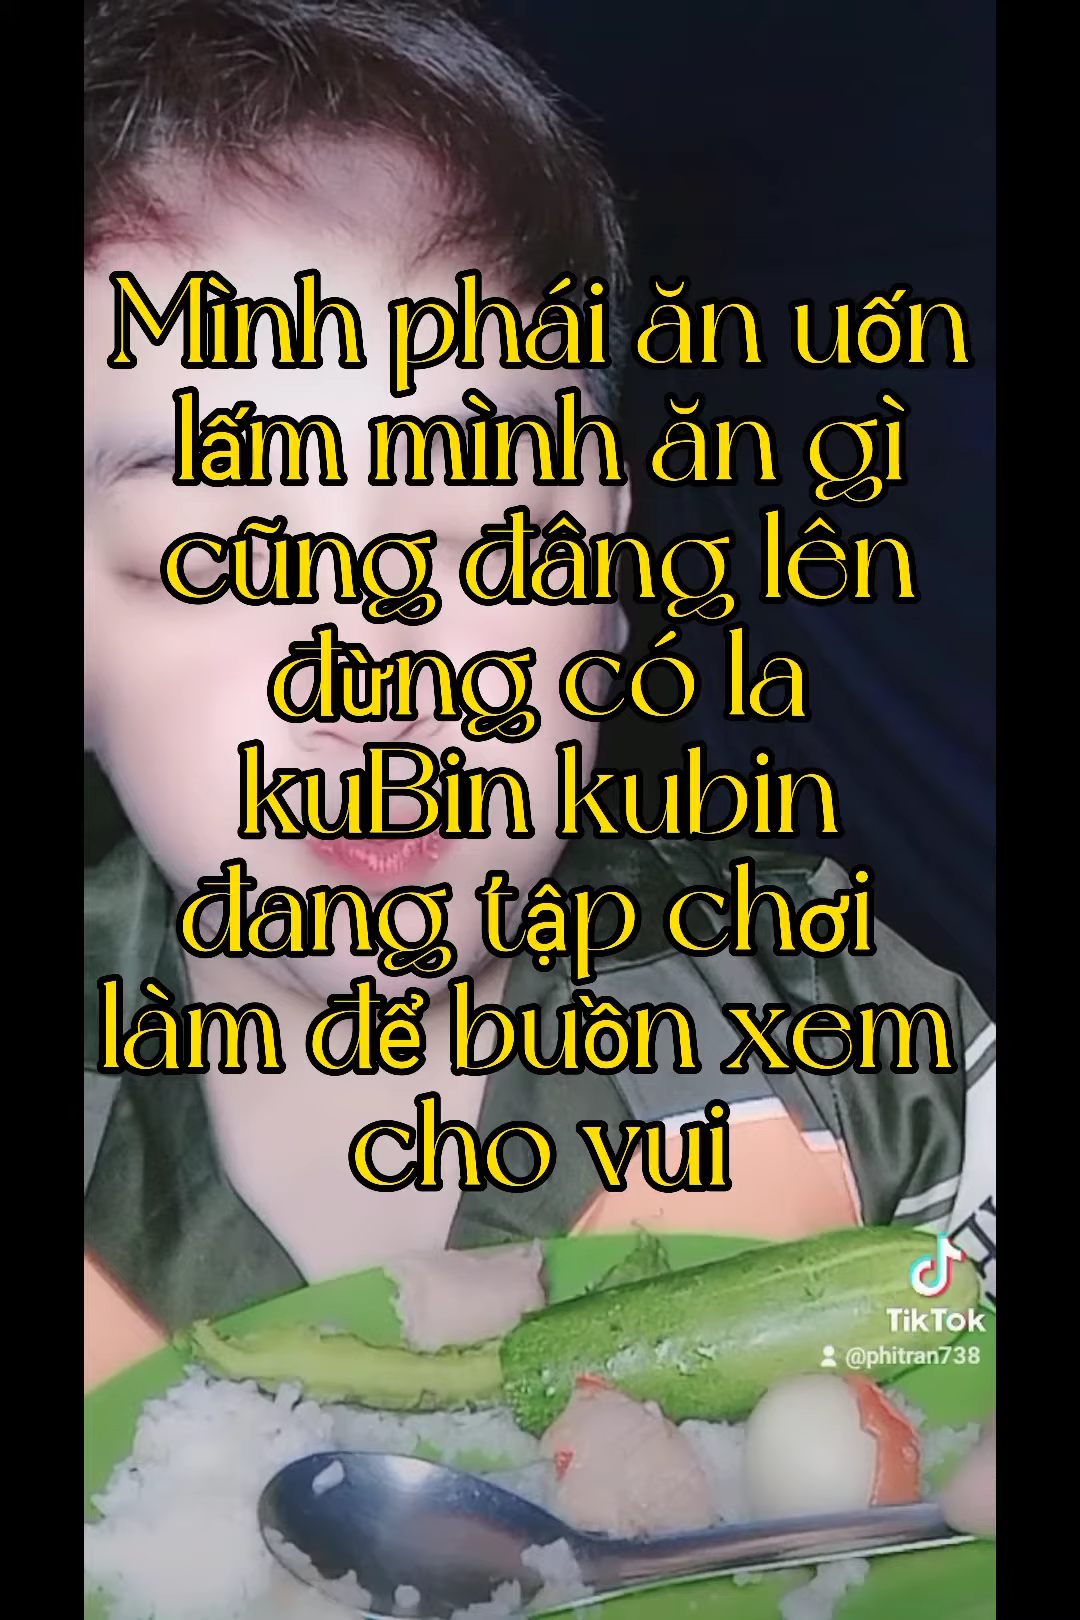 Mình phái ăn uốn
lấm mình ăn gì
cũng đâng lên
đừng có la
kuBin kubin
đang tập chơi
làm để buồn xem
cho vui
TikTok
@phitran738